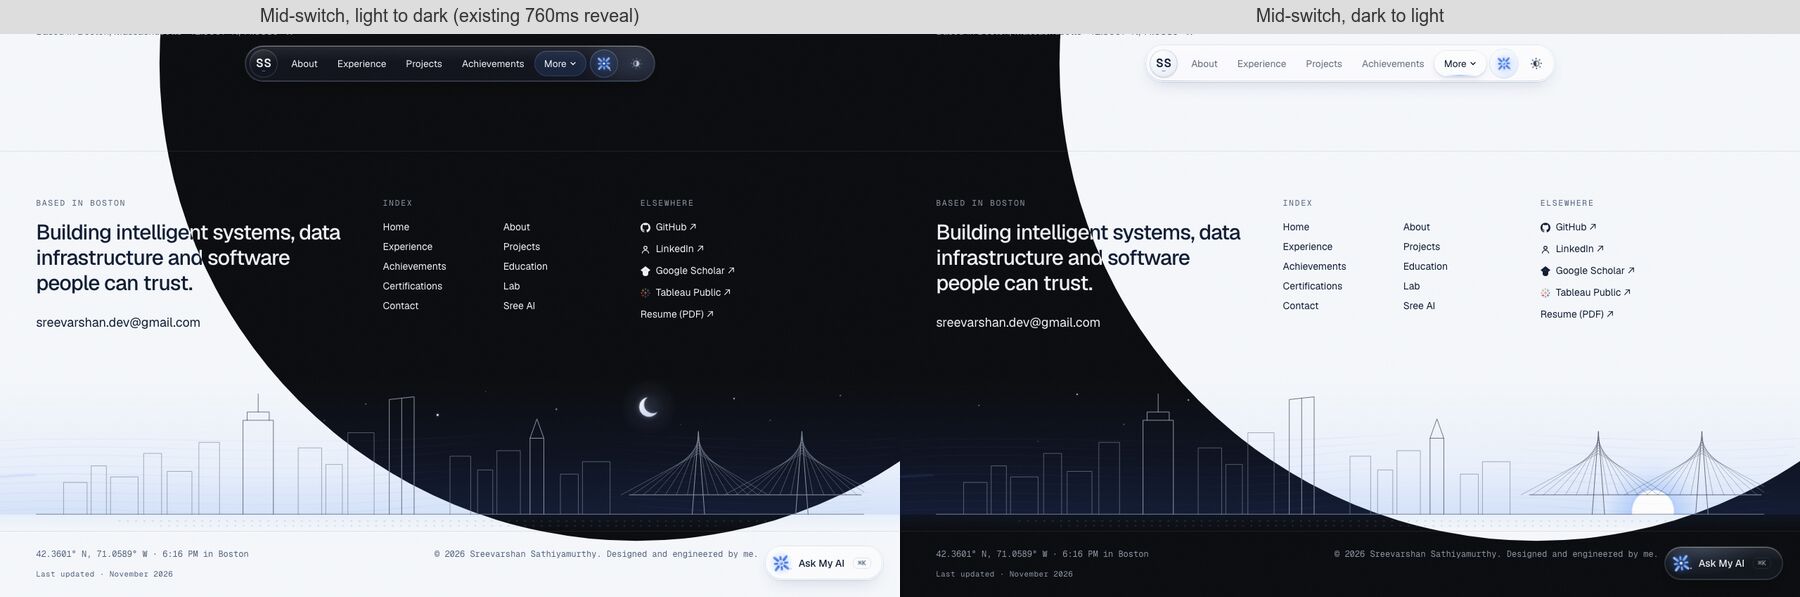 Mid-switch, light to dark (existing 760ms reveal)
SS About Experience Projects Achievements More
BASED IN BOSTON
Building intelligent systems, data
infrastructure and software
people can trust.
sreevarshan.dev@gmail.com
INDEX
Home About
Experience Projects
Achievements Education
Certifications Lab
Contact Sree AI
ELSEWHERE
GitHub ↗
LinkedIn ↗
Google Scholar ↗
Tableau Public ↗
Resume (PDF) ↗
42.3601° N, 71.0589° W · 6:16 PM in Boston
Last updated · November 2026
© 2026 Sreevarshan Sathiyamurthy. Designed and engineered by me.
Ask My AI ⌘K
Mid-switch, dark to light
SS About Experience Projects Achievements More
BASED IN BOSTON
Building intelligent systems, data
infrastructure and software
people can trust.
sreevarshan.dev@gmail.com
INDEX
Home About
Experience Projects
Achievements Education
Certifications Lab
Contact Sree AI
ELSEWHERE
GitHub ↗
LinkedIn ↗
Google Scholar ↗
Tableau Public ↗
Resume (PDF) ↗
42.3601° N, 71.0589° W · 6:16 PM in Boston
Last updated · November 2026
© 2026 Sreevarshan Sathiyamurthy. Designed and engineered by me.
Ask My AI ⌘K